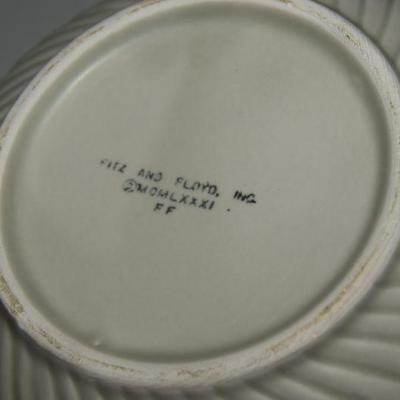 FITZ AND FLOYD, INC.
©MCMLXXXI
FF